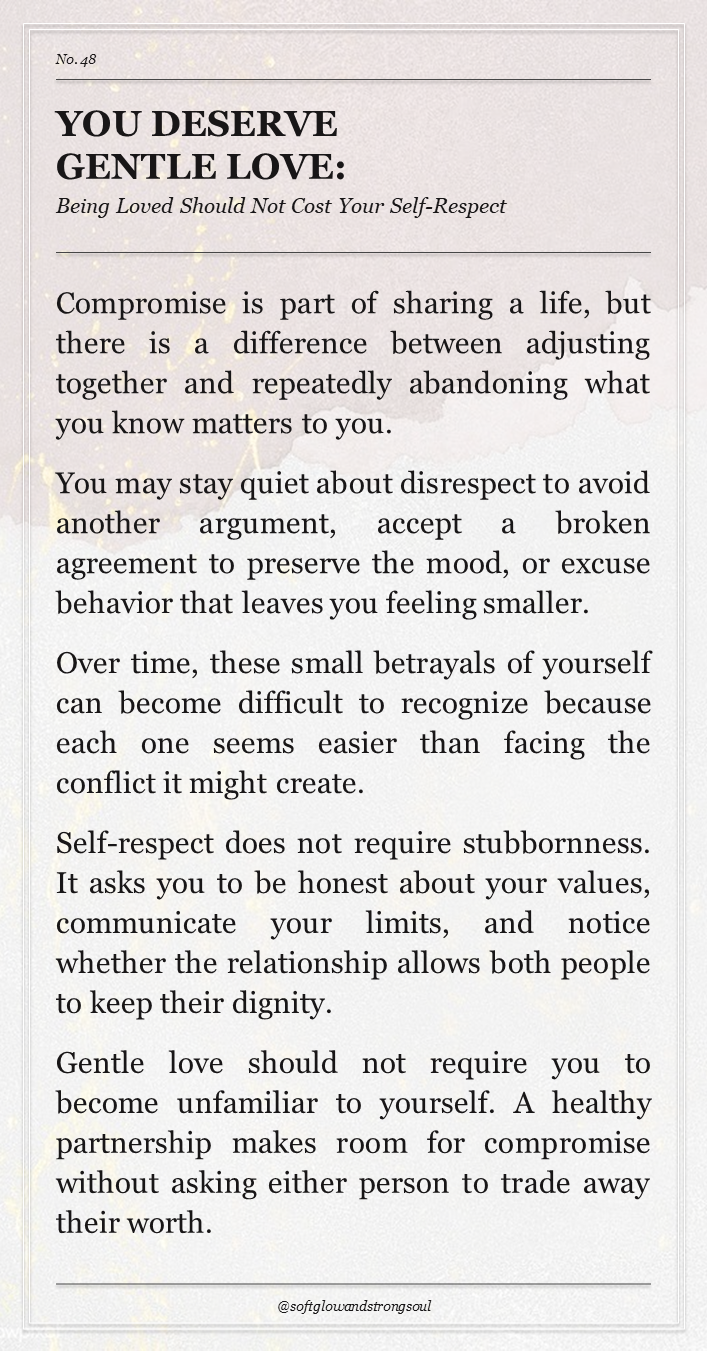 No.48
YOU DESERVE
GENTLE LOVE:
Being Loved Should Not Cost Your Self-Respect
Compromise is part of sharing a life, but
there is a difference between adjusting
together and repeatedly abandoning what
you know matters to you.
You may stay quiet about disrespect to avoid
another argument, accept a broken
agreement to preserve the mood, or excuse
behavior that leaves you feeling smaller.
Over time, these small betrayals of yourself
can become difficult to recognize because
each one seems easier than facing the
conflict it might create.
Self-respect does not require stubbornness.
It asks you to be honest about your values,
communicate your limits, and notice
whether the relationship allows both people
to keep their dignity.
Gentle love should not require you to
become unfamiliar to yourself. A healthy
partnership makes room for compromise
without asking either person to trade away
their worth.
@softglowandstrongsoul